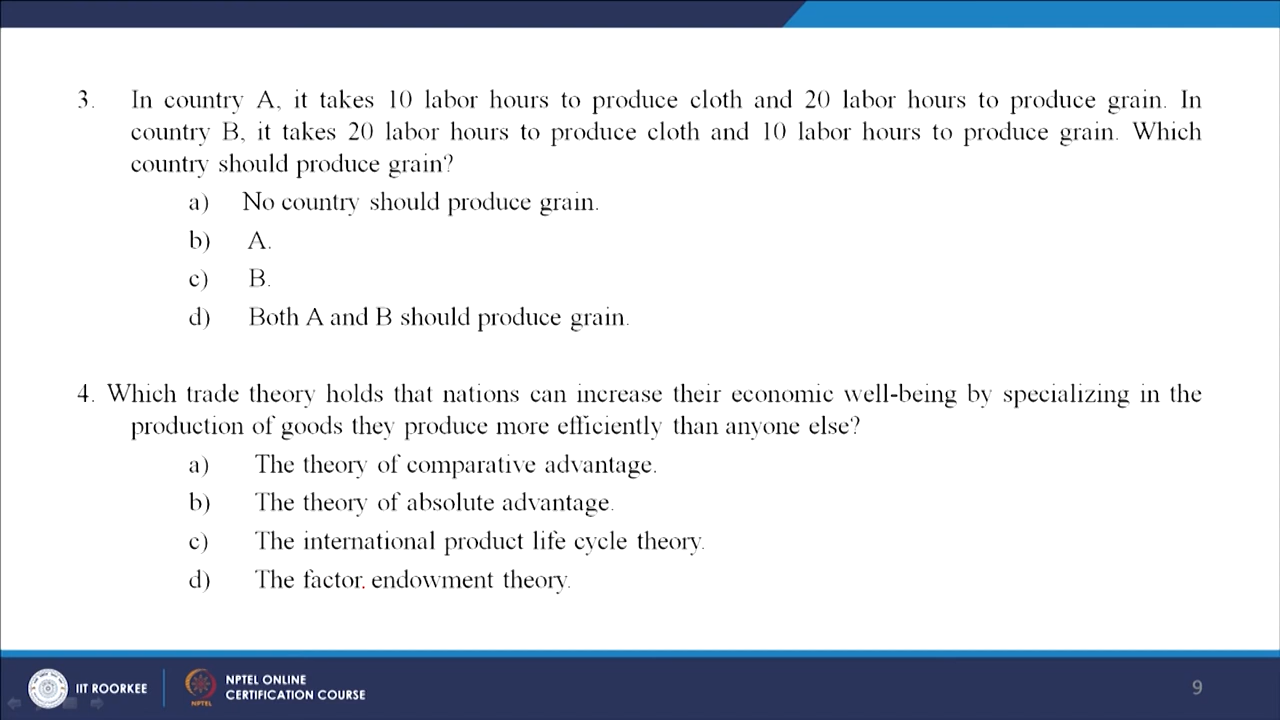 3. In country A, it takes 10 labor hours to produce cloth and 20 labor hours to produce grain. In
country B, it takes 20 labor hours to produce cloth and 10 labor hours to produce grain. Which
country should produce grain?
a) No country should produce grain.
b) A.
c) B.
d) Both A and B should produce grain.
4. Which trade theory holds that nations can increase their economic well-being by specializing in the
production of goods they produce more efficiently than anyone else?
a) The theory of comparative advantage.
b) The theory of absolute advantage.
c) The international product life cycle theory.
d) The factor endowment theory.
IIT ROORKEE
NPTEL
NPTEL ONLINE
CERTIFICATION COURSE
9